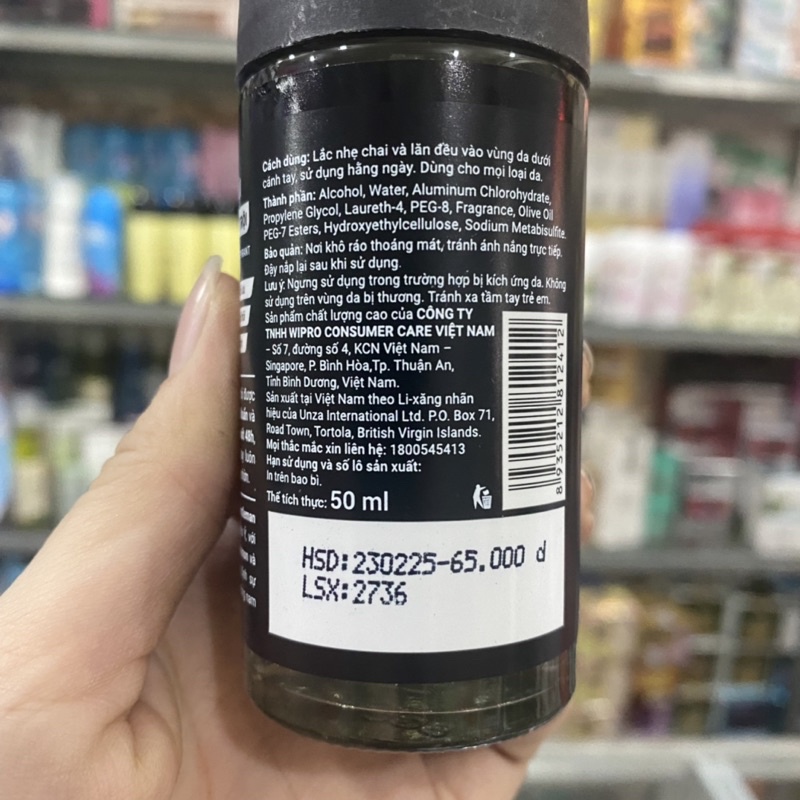 Cách dùng: Lắc nhẹ chai và lăn đều vào vùng da dưới
cánh tay, sử dụng hằng ngày. Dùng cho mọi loại da.
Thành phần: Alcohol, Water, Aluminum Chlorohydrate,
Propylene Glycol, Laureth-4, PEG-8, Fragrance, Olive Oil
PEG-7 Esters, Hydroxyethylcellulose, Sodium Metabisulfite.
Bảo quản: Nơi khô ráo thoáng mát, tránh ánh nắng trực tiếp.
Đậy nắp lại sau khi sử dụng.
Lưu ý: Ngưng sử dụng trong trường hợp bị kích ứng da. Không
sử dụng trên vùng da bị thương. Tránh xa tầm tay trẻ em.
Sản phẩm chất lượng cao của CÔNG TY
TNHH WIPRO CONSUMER CARE VIỆT NAM
– Số 7, đường số 4, KCN Việt Nam –
Singapore, P. Bình Hòa,Tp. Thuận An,
Tỉnh Bình Dương, Việt Nam.
Sản xuất tại Việt Nam theo Li-xăng nhãn
hiệu của Unza International Ltd. P.O. Box 71,
Road Town, Tortola, British Virgin Islands.
Mọi thắc mắc xin liên hệ: 1800545413
Hạn sử dụng và số lô sản xuất:
In trên bao bì.
Thể tích thực: 50 ml
8 935212 812412
HSD:230225-65.000 đ
LSX:2736